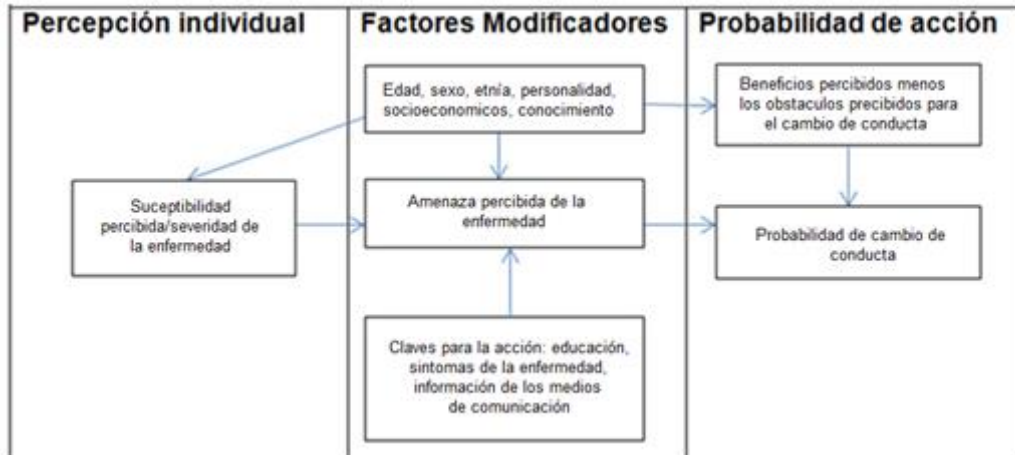 Percepción individual
Factores Modificadores
Probabilidad de acción
Edad, sexo, etnía, personalidad,
socioeconomicos, conocimiento
Beneficios percibidos menos
los obstaculos precibidos para
el cambio de conducta
Suceptibilidad
percibida/severidad de
la enfermedad
Amenaza percibida de la
enfermedad
Probabilidad de cambio de
conducta
Claves para la acción: educación,
sintomas de la enfermedad,
información de los medios
de comunicación